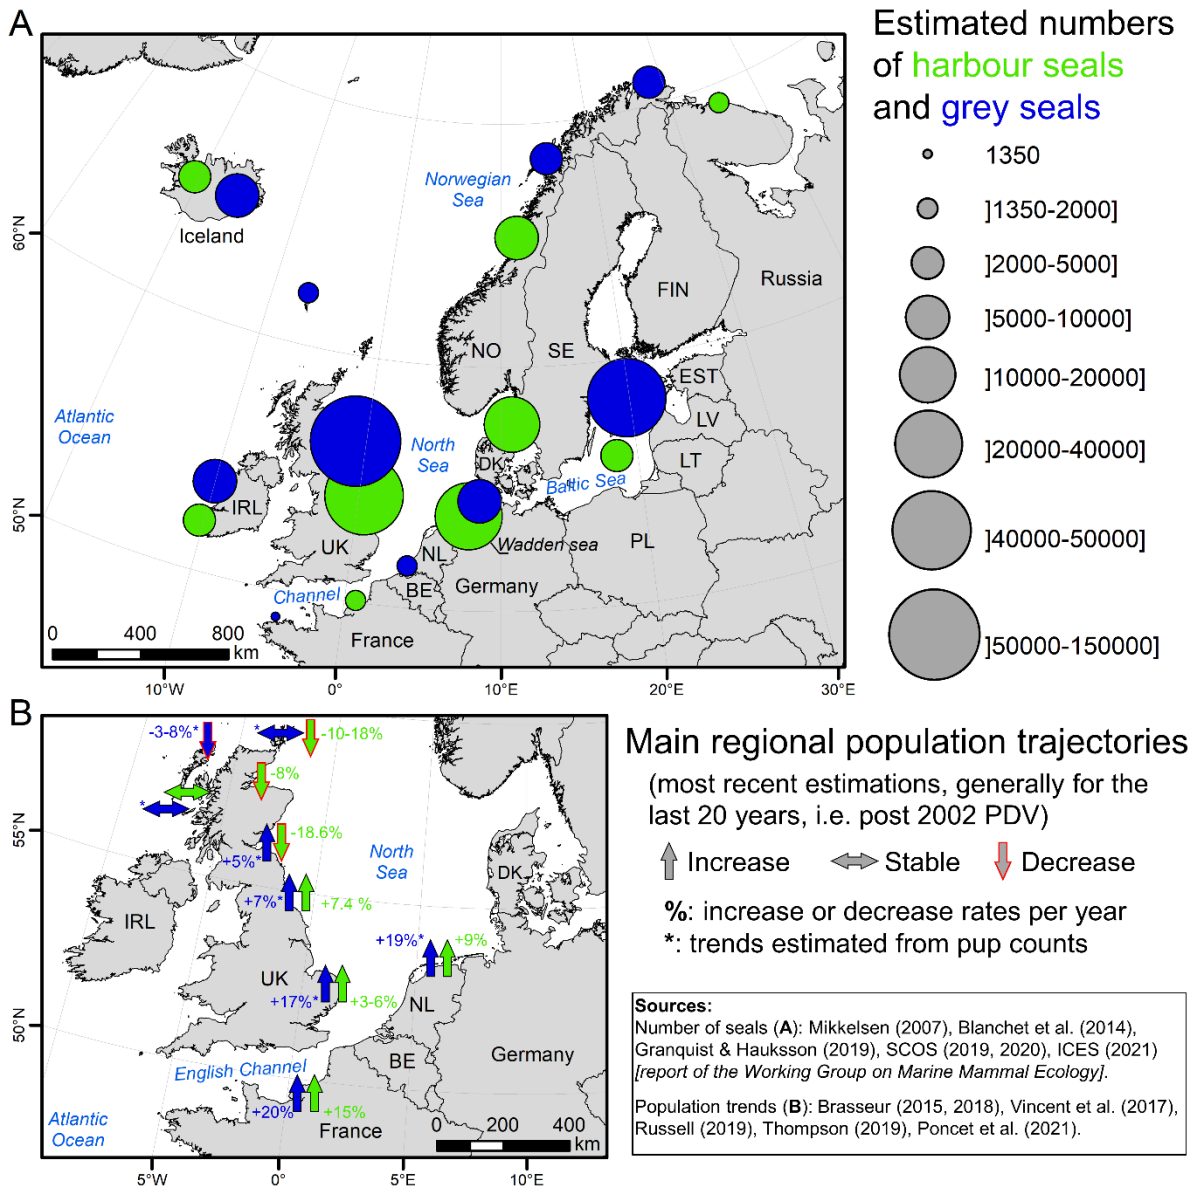 A
Estimated numbers
of harbour seals
and grey seals
1350
]1350-2000]
]2000-5000]
]5000-10000]
]10000-20000]
]20000-40000]
]40000-50000]
]50000-150000]
60°N
50°N
Iceland
Norwegian
Sea
Russia
FIN
NO
SE
EST
LV
LT
Atlantic
Ocean
North
Sea
DK
Baltic Sea
IRL
UK
NL
Wadden sea
PL
BE
Germany
Channel
France
0 400 800
km
10°W
0°
10°E
20°E
30°E
B
-3-8%*
*
-10-18%
-8%
*
-18.6%
+5%*
+7%*
+7.4 %
+19%*
+9%
+17%*
+3-6%
+20%
+15%
55°N
50°N
North
Sea
DK
IRL
UK
NL
BE
Germany
English Channel
France
Atlantic
Ocean
0 200 400
km
5°W
0°
5°E
10°E
Main regional population trajectories
(most recent estimations, generally for the
last 20 years, i.e. post 2002 PDV)
Increase
Stable
Decrease
%: increase or decrease rates per year
*: trends estimated from pup counts
Sources:
Number of seals (A): Mikkelsen (2007), Blanchet et al. (2014),
Granquist & Hauksson (2019), SCOS (2019, 2020), ICES (2021)
[report of the Working Group on Marine Mammal Ecology].
Population trends (B): Brasseur (2015, 2018), Vincent et al. (2017),
Russell (2019), Thompson (2019), Poncet et al. (2021).